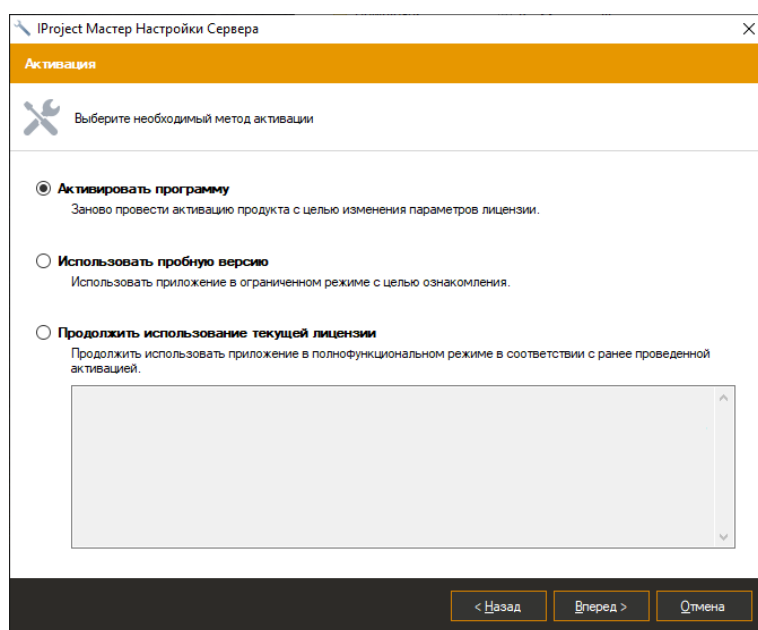 IProject Мастер Настройки Сервера
Активация
Выберите необходимый метод активации
Активировать программу
Заново провести активацию продукта с целью изменения параметров лицензии.
Использовать пробную версию
Использовать приложение в ограниченном режиме с целью ознакомления.
Продолжить использование текущей лицензии
Продолжить использовать приложение в полнофункциональном режиме в соответствии с ранее проведенной
активацией.
< Назад Вперед > Отмена